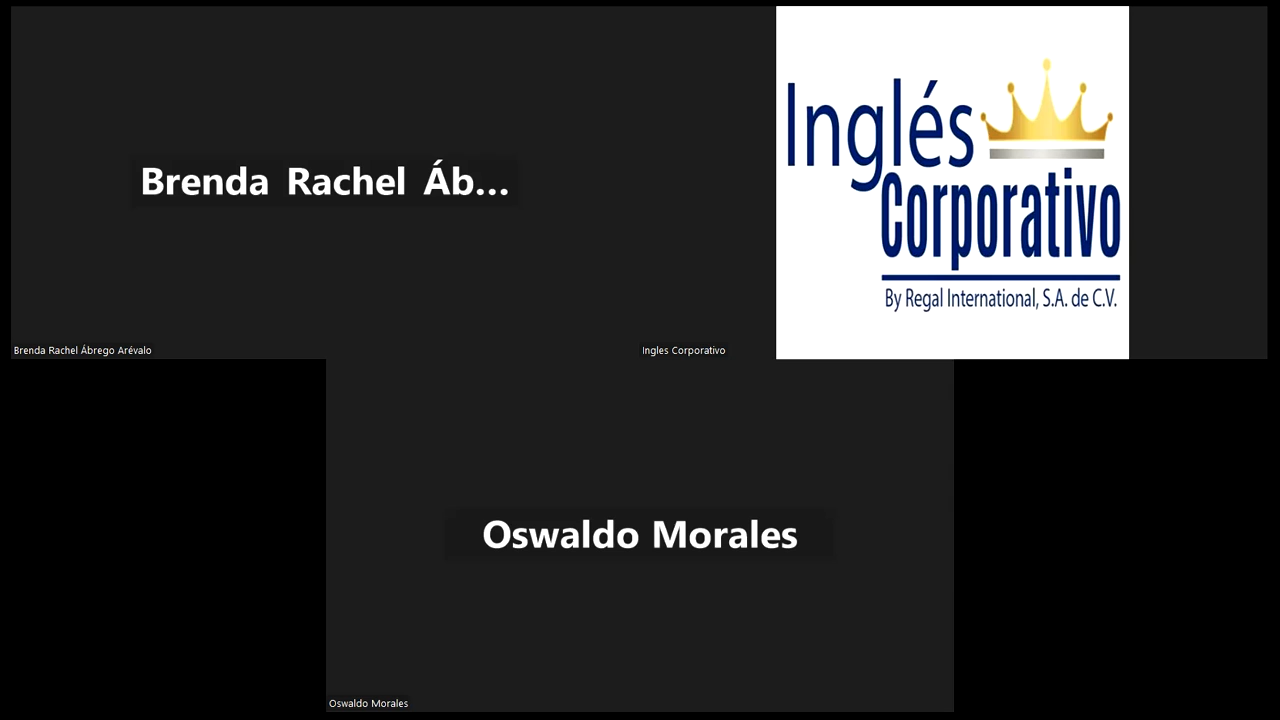 Brenda Rachel Áb...
Brenda Rachel Ábrego Arévalo
Inglés
Corporativo
By Regal International, S.A. de C.V.
Ingles Corporativo
Oswaldo Morales
Oswaldo Morales